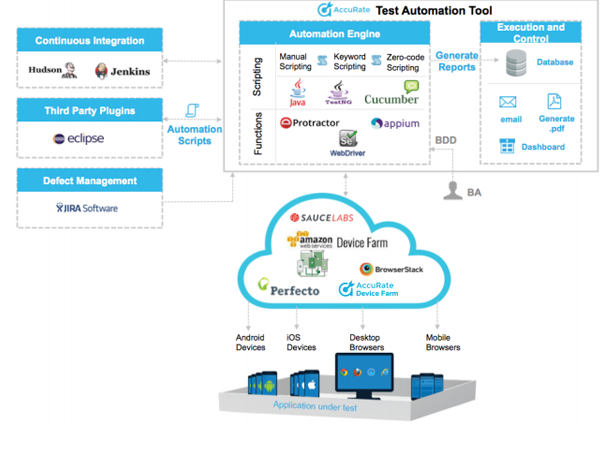 AccuRate Test Automation Tool
Continuous Integration
Hudson
Jenkins
Third Party Plugins
eclipse
Automation
Scripts
Defect Management
JIRA Software
Automation Engine
Scripting
Manual
Scripting
Keyword
Scripting
Zero-code
Scripting
Java
TestNG
Cucumber
Functions
Protractor
appium
Se
WebDriver
Generate
Reports
Execution and
Control
Database
email
Generate
.pdf
Dashboard
BDD
BA
SAUCELABS
amazon
web services
Device Farm
BrowserStack
Perfecto
AccuRate
Device Farm
Android
Devices
iOS
Devices
Desktop
Browsers
Mobile
Browsers
Application under test